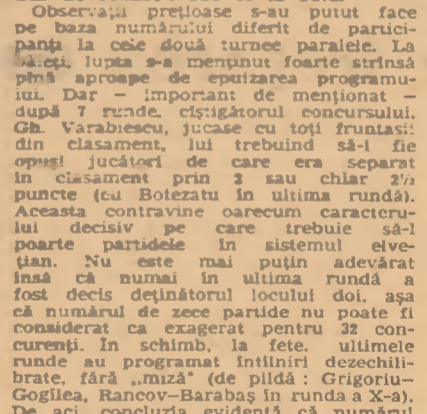 Observații prețioase s-au putut face
pe baza numărului diferit de partici-
panți la cele două turnee paralele. La
băieți, lupta s-a menținut foarte strînsă
pînă aproape de epuizarea programu-
lui. Dar — important de menționat —
după 7 runde, cîștigătorul concursului,
Gh. Varabiescu, jucase cu toți fruntașii
din clasament, lui trebuind să-i fie
opuși jucători de care era separat
în clasament prin 2 sau chiar 2½
puncte (cu Botezatu în ultima rundă).
Aceasta contravine oarecum caracteru-
lui decisiv pe care trebuie să-l
poarte partidele în sistemul elve-
țian. Nu este mai puțin adevărat
însă că numai în ultima rundă a
fost decis deținătorul locului doi, așa
că numărul de zece partide nu poate fi
considerat ca exagerat pentru 32 con-
curenți. În schimb, la fete, ultimele
runde au programat întîlniri dezechili-
brate, fără „miză" (de pildă : Grigoriu—
Gogîlea, Rancov—Barabaș în runda a X-a).
De aci, concluzia evidentă că numărul